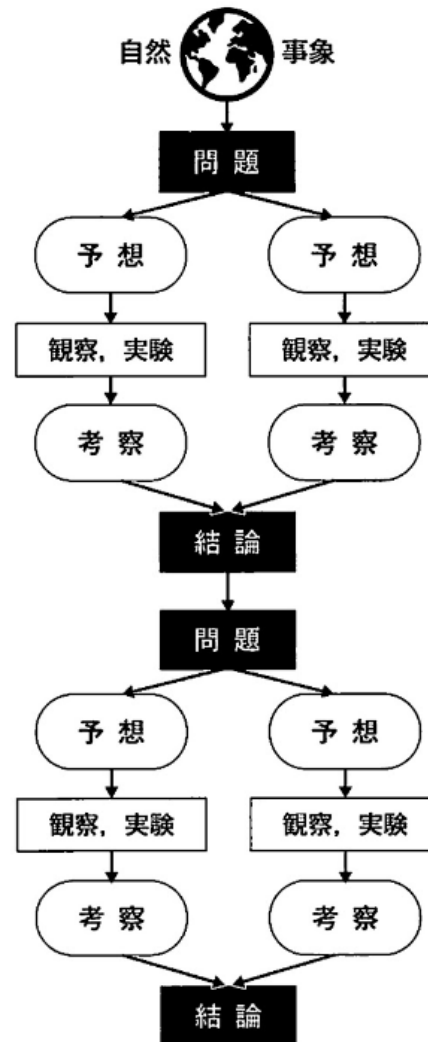 自然 事象
問題
予想 予想
観察，実験 観察，実験
考察 考察
結論
問題
予想 予想
観察，実験 観察，実験
考察 考察
結論